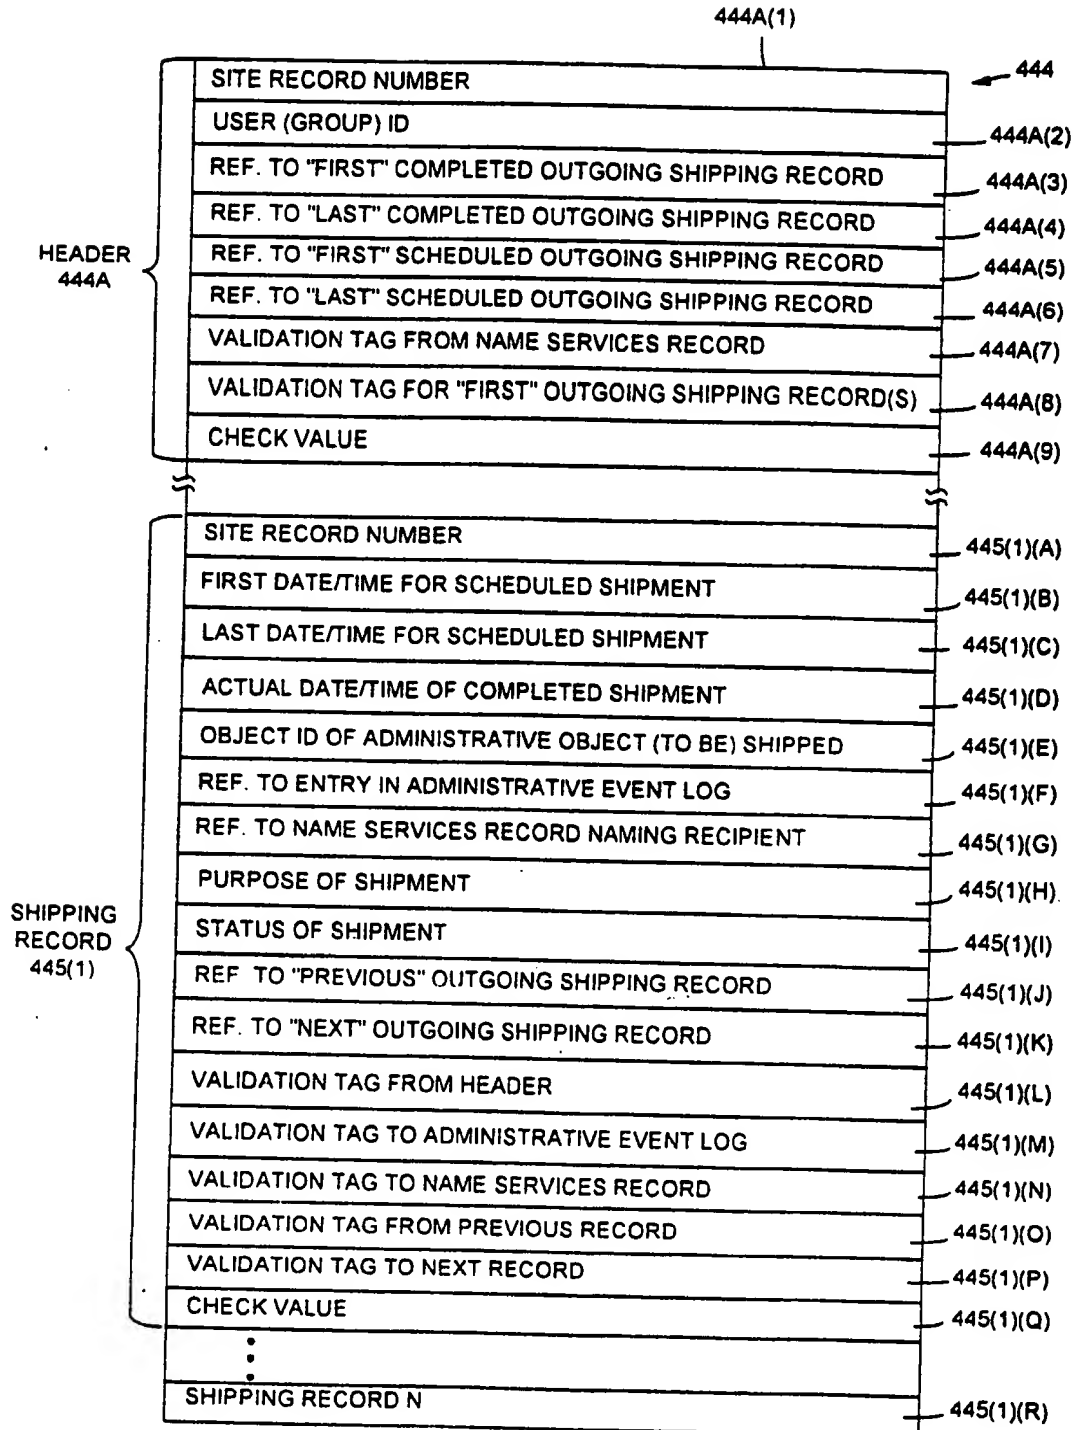 444A(1)
444
SITE RECORD NUMBER
USER (GROUP) ID
444A(2)
REF. TO "FIRST" COMPLETED OUTGOING SHIPPING RECORD
444A(3)
REF. TO "LAST" COMPLETED OUTGOING SHIPPING RECORD
444A(4)
HEADER
444A
REF. TO "FIRST" SCHEDULED OUTGOING SHIPPING RECORD
444A(5)
REF. TO "LAST" SCHEDULED OUTGOING SHIPPING RECORD
444A(6)
VALIDATION TAG FROM NAME SERVICES RECORD
444A(7)
VALIDATION TAG FOR "FIRST" OUTGOING SHIPPING RECORD(S)
444A(8)
CHECK VALUE
444A(9)
SITE RECORD NUMBER
445(1)(A)
FIRST DATE/TIME FOR SCHEDULED SHIPMENT
445(1)(B)
LAST DATE/TIME FOR SCHEDULED SHIPMENT
445(1)(C)
ACTUAL DATE/TIME OF COMPLETED SHIPMENT
445(1)(D)
OBJECT ID OF ADMINISTRATIVE OBJECT (TO BE) SHIPPED
445(1)(E)
REF. TO ENTRY IN ADMINISTRATIVE EVENT LOG
445(1)(F)
REF. TO NAME SERVICES RECORD NAMING RECIPIENT
445(1)(G)
PURPOSE OF SHIPMENT
445(1)(H)
SHIPPING
RECORD
445(1)
STATUS OF SHIPMENT
445(1)(I)
REF TO "PREVIOUS" OUTGOING SHIPPING RECORD
445(1)(J)
REF. TO "NEXT" OUTGOING SHIPPING RECORD
445(1)(K)
VALIDATION TAG FROM HEADER
445(1)(L)
VALIDATION TAG TO ADMINISTRATIVE EVENT LOG
445(1)(M)
VALIDATION TAG TO NAME SERVICES RECORD
445(1)(N)
VALIDATION TAG FROM PREVIOUS RECORD
445(1)(O)
VALIDATION TAG TO NEXT RECORD
445(1)(P)
CHECK VALUE
445(1)(Q)
SHIPPING RECORD N
445(1)(R)